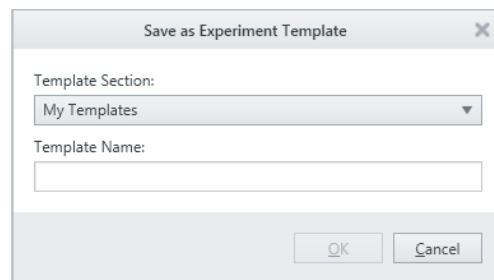 Save as Experiment Template
Template Section:
My Templates
Template Name:
OK
Cancel